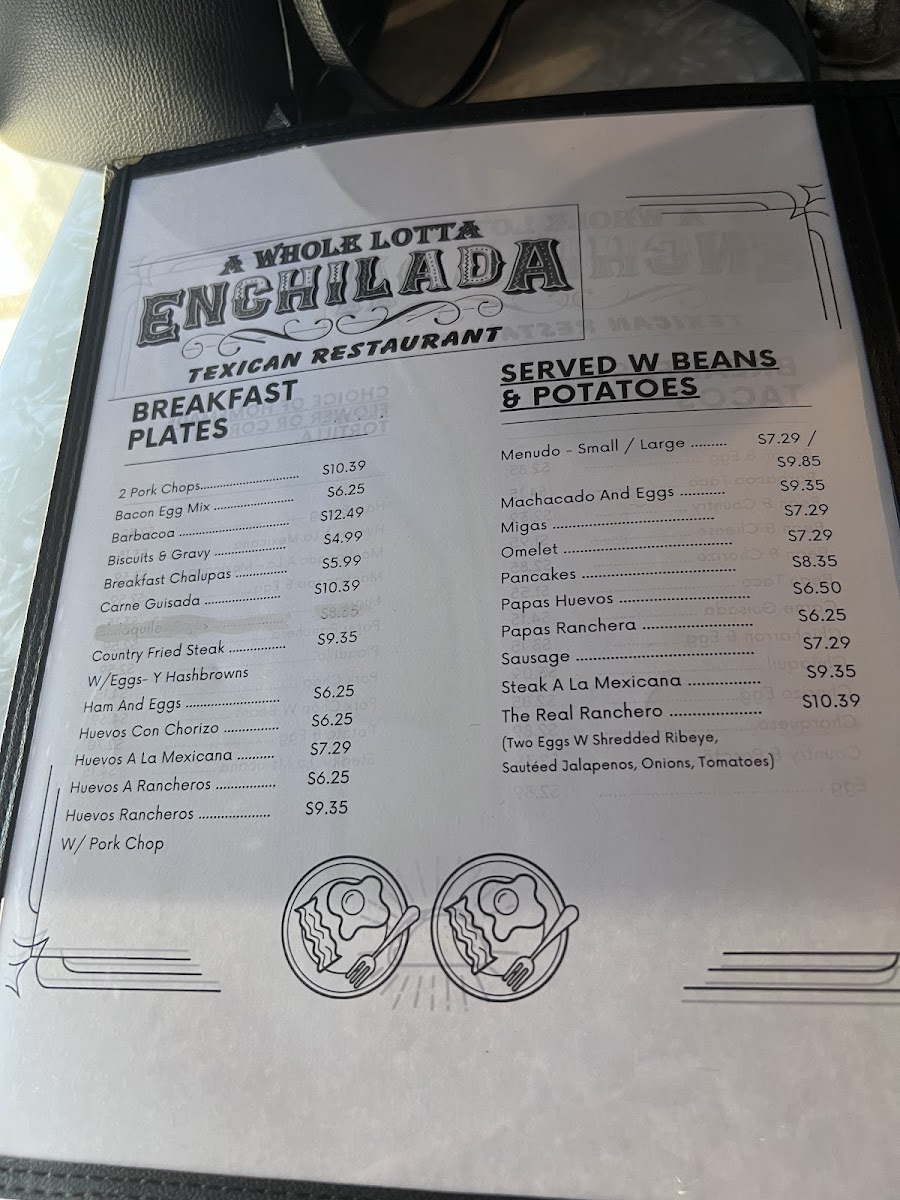 A WHOLE LOTTA
ENCHILADA
TEXICAN RESTAURANT
BREAKFAST
PLATES
2 Pork Chops.............................. $10.39
Bacon Egg Mix ........................ $6.25
Barbacoa ................................ $12.49
Biscuits & Gravy ..................... $4.99
Breakfast Chalupas ............... $5.99
Carne Guisada ...................... $10.39
$8.35
Country Fried Steak ............... $9.35
W/Eggs- Y Hashbrowns
Ham And Eggs ......................... $6.25
Huevos Con Chorizo .............. $6.25
Huevos A La Mexicana .......... $7.29
Huevos A Rancheros ................ $6.25
Huevos Rancheros ................... $9.35
W/ Pork Chop
SERVED W BEANS
& POTATOES
Menudo - Small / Large ......... $7.29 /
$9.85
Machacado And Eggs ........... $9.35
Migas ......................................... $7.29
Omelet ........................................... $7.29
Pancakes ....................................... $8.35
Papas Huevos ................................. $6.50
Papas Ranchera ............................ $6.25
Sausage ............................................. $7.29
Steak A La Mexicana .................. $9.35
The Real Ranchero ....................... $10.39
(Two Eggs W Shredded Ribeye,
Sautéed Jalapenos, Onions, Tomatoes)